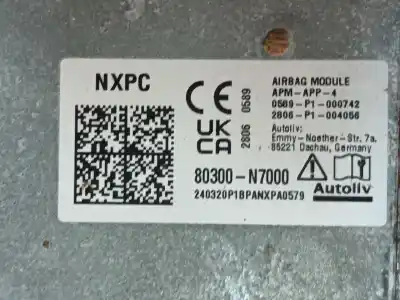 NXPC
CE 0589
UK
CA 2806
AIRBAG MODULE
APM-APP-4
0589-P1-000742
2806-P1-004056
Autoliv:
Emmy-Noether-Str. 7a.
85221 Dachau, Germany
80300-N7000
240320P1BPANXPA0579
Autoliv